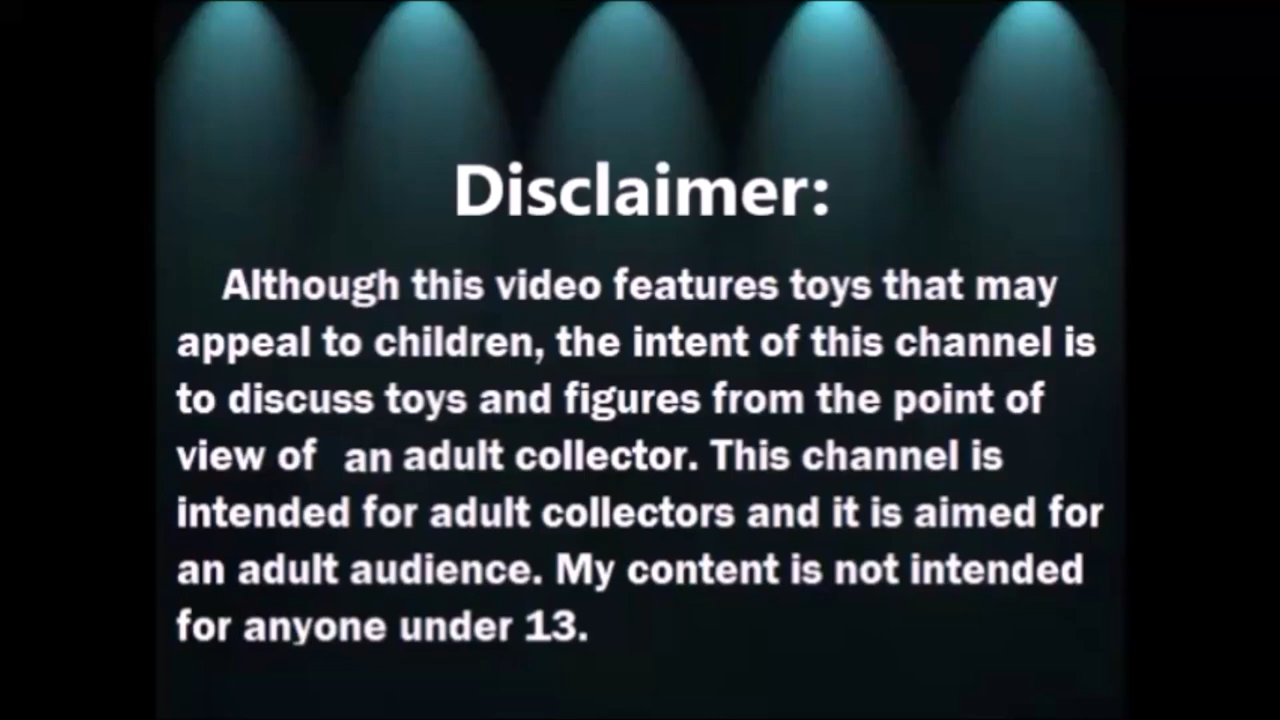 Disclaimer:
Although this video features toys that may
appeal to children, the intent of this channel is
to discuss toys and figures from the point of
view of an adult collector. This channel is
intended for adult collectors and it is aimed for
an adult audience. My content is not intended
for anyone under 13.